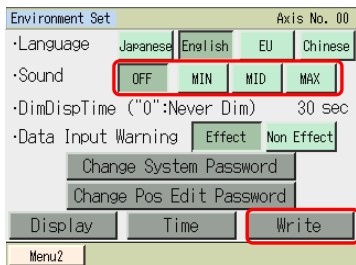 Environment Set Axis No. 00
·Language Japanese English EU Chinese
·Sound OFF MIN MID MAX
·DimDispTime ("0":Never Dim) 30 sec
·Data Input Warning Effect Non Effect
Change System Password
Change Pos Edit Password
Display Time Write
Menu2